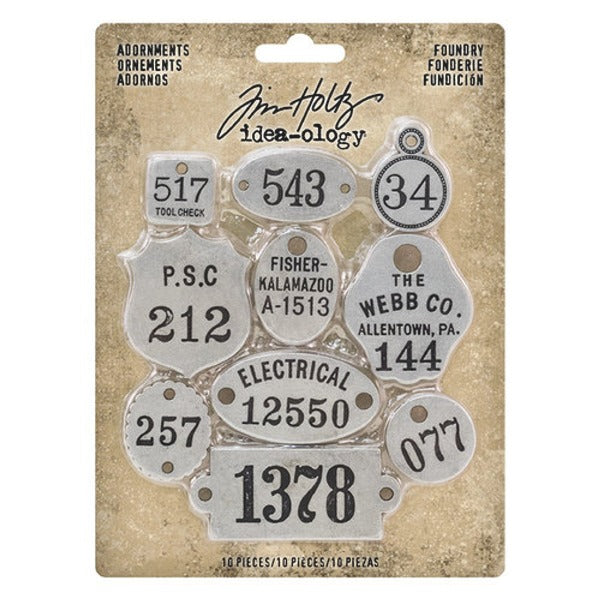 ADORNMENTS
ORNEMENTS
ADORNOS
FOUNDRY
FONDERIE
FUNDICIÓN
Tim Holtz
idea-ology
517
TOOL CHECK
543
34
P.S.C
212
FISHER-
KALAMAZOO
A-1513
THE
WEBB CO.
ALLENTOWN, PA.
144
ELECTRICAL
12550
257
077
1378
10 PIECES/10 PIÈCES/10 PIEZAS